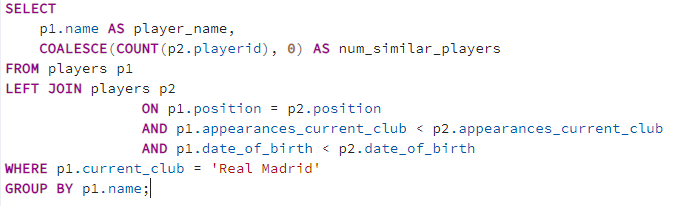 SELECT
    p1.name AS player_name,
    COALESCE(COUNT(p2.playerid), 0) AS num_similar_players
FROM players p1
LEFT JOIN players p2
                ON p1.position = p2.position
                AND p1.appearances_current_club < p2.appearances_current_club
                AND p1.date_of_birth < p2.date_of_birth
WHERE p1.current_club = 'Real Madrid'
GROUP BY p1.name;